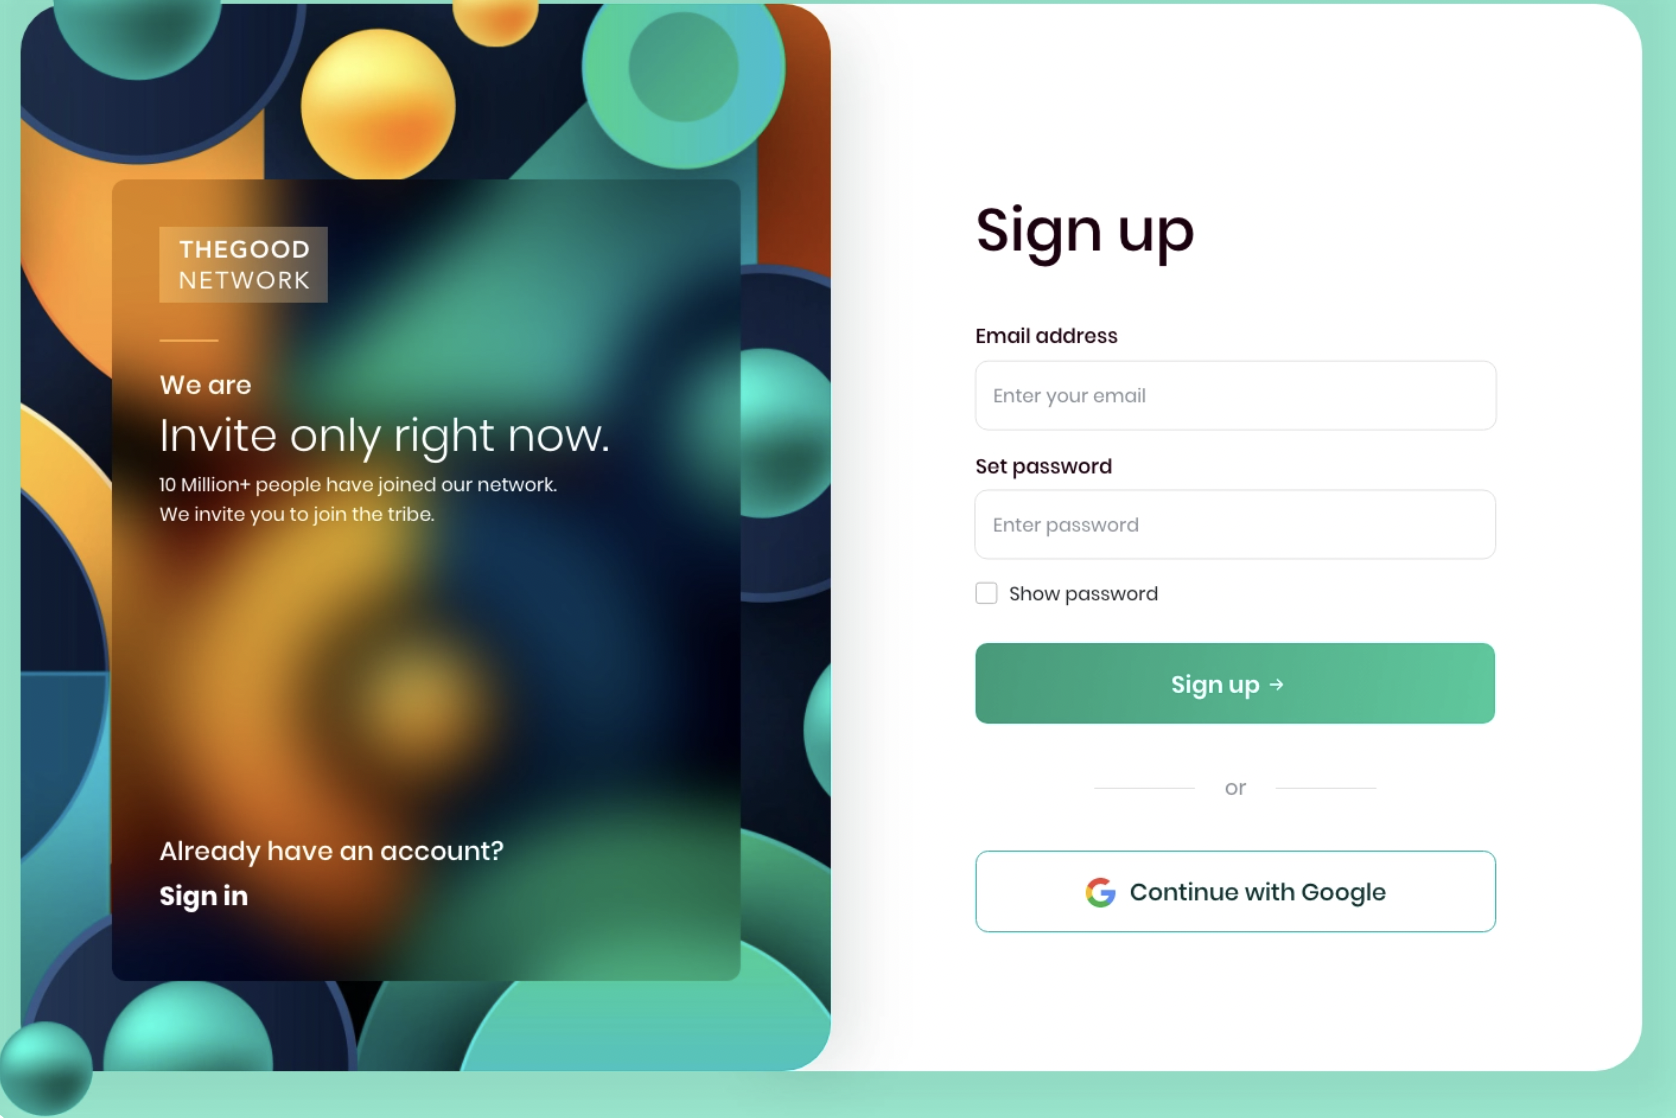 THEGOOD
NETWORK
We are
Invite only right now.
10 Million+ people have joined our network.
We invite you to join the tribe.
Already have an account?
Sign in
Sign up
Email address
Enter your email
Set password
Enter password
Show password
Sign up →
or
Continue with Google